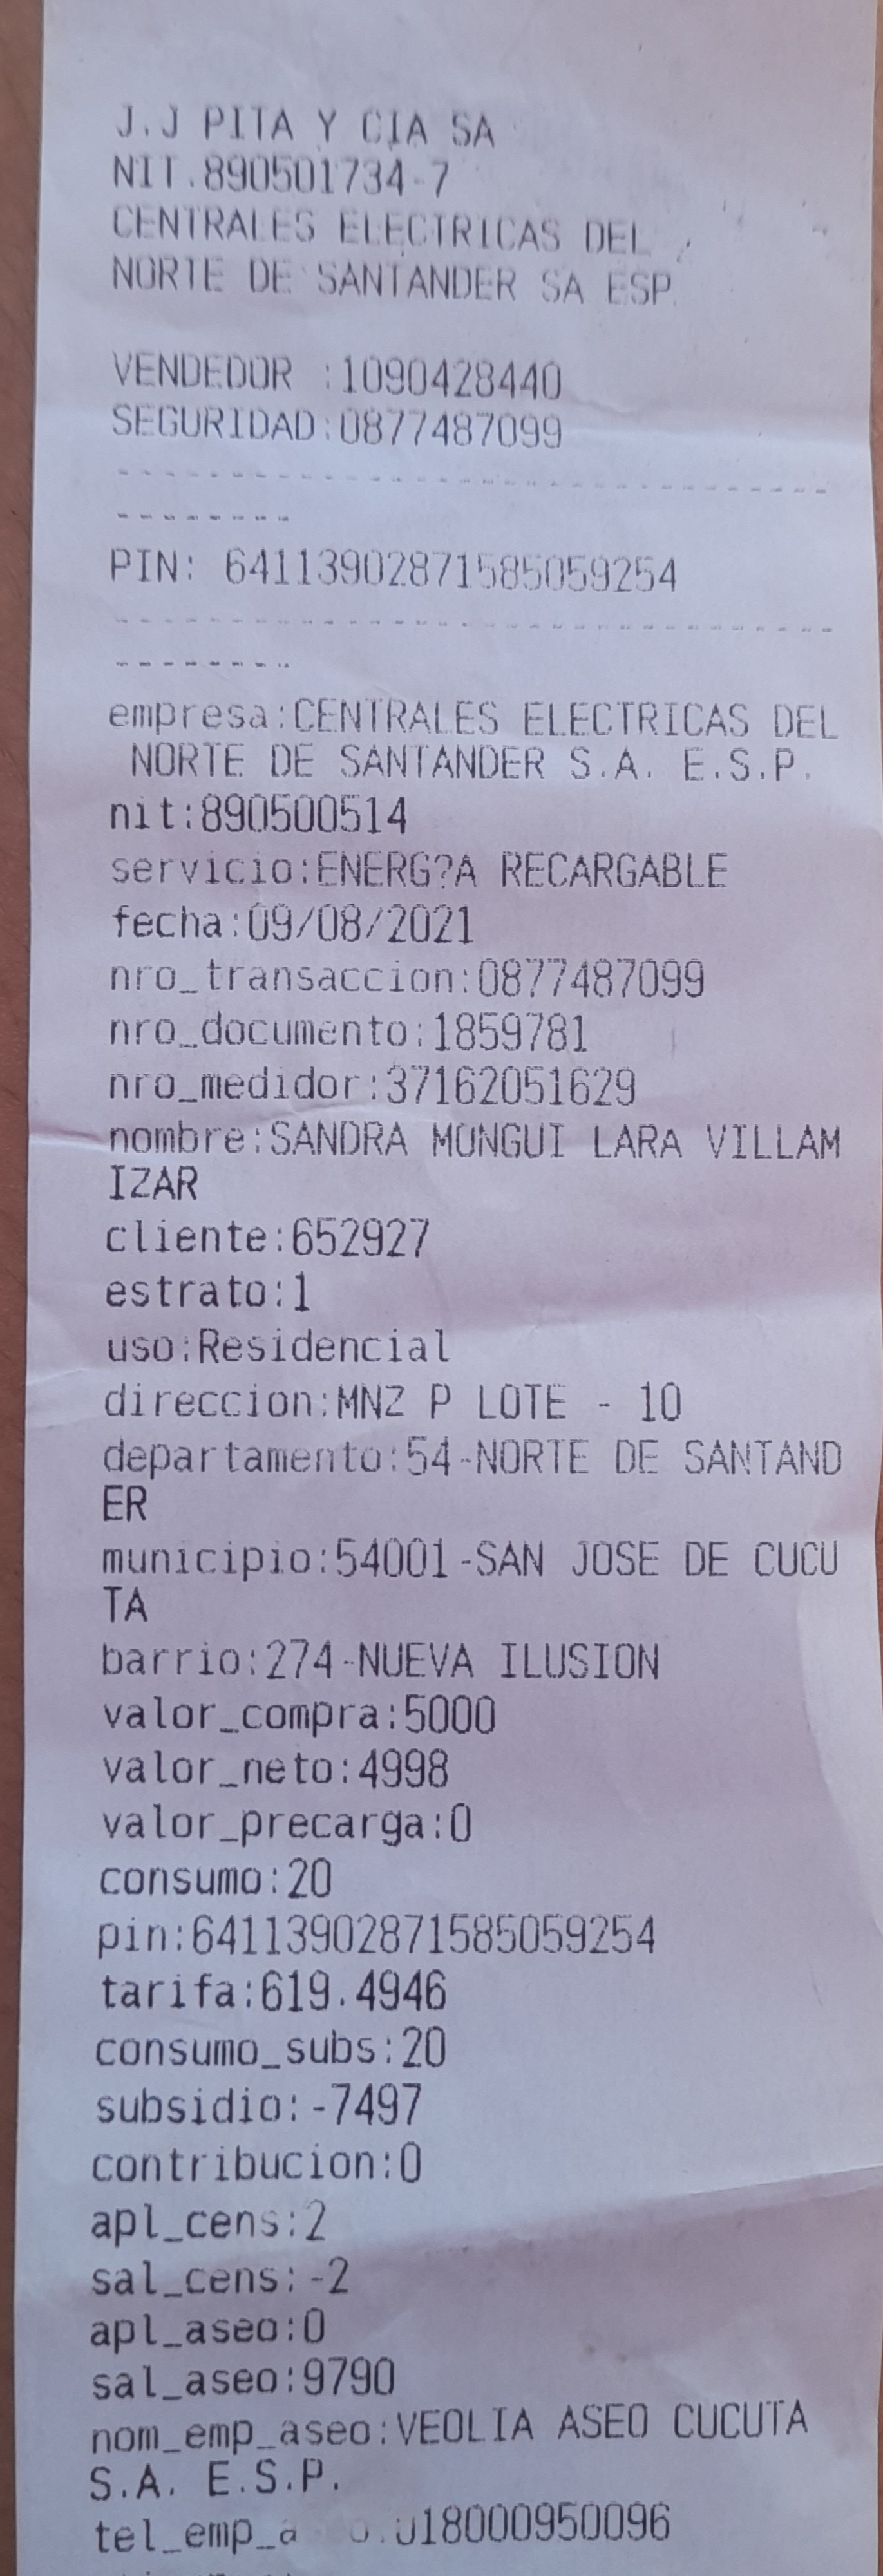 J.J PITA Y CIA SA
NIT.890501734-7
CENTRALES ELECTRICAS DEL
NORTE DE SANTANDER SA ESP
VENDEDOR :1090428440
SEGURIDAD:0877487099
--------------------------------
--------
PIN: 64113902871585059254
--------------------------------
--------
empresa:CENTRALES ELECTRICAS DEL
NORTE DE SANTANDER S.A. E.S.P.
nit:890500514
servicio:ENERG?A RECARGABLE
fecha:09/08/2021
nro_transaccion:0877487099
nro_documento:1859781
nro_medidor:37162051629
nombre:SANDRA MONGUI LARA VILLAM
IZAR
cliente:652927
estrato:1
uso:Residencial
direccion:MNZ P LOTE - 10
departamento:54-NORTE DE SANTAND
ER
municipio:54001-SAN JOSE DE CUCU
TA
barrio:274-NUEVA ILUSION
valor_compra:5000
valor_neto:4998
valor_precarga:0
consumo:20
pin:64113902871585059254
tarifa:619.4946
consumo_subs:20
subsidio:-7497
contribucion:0
apl_cens:2
sal_cens:-2
apl_aseo:0
sal_aseo:9790
nom_emp_aseo:VEOLIA ASEO CUCUTA
S.A. E.S.P.
018000950096